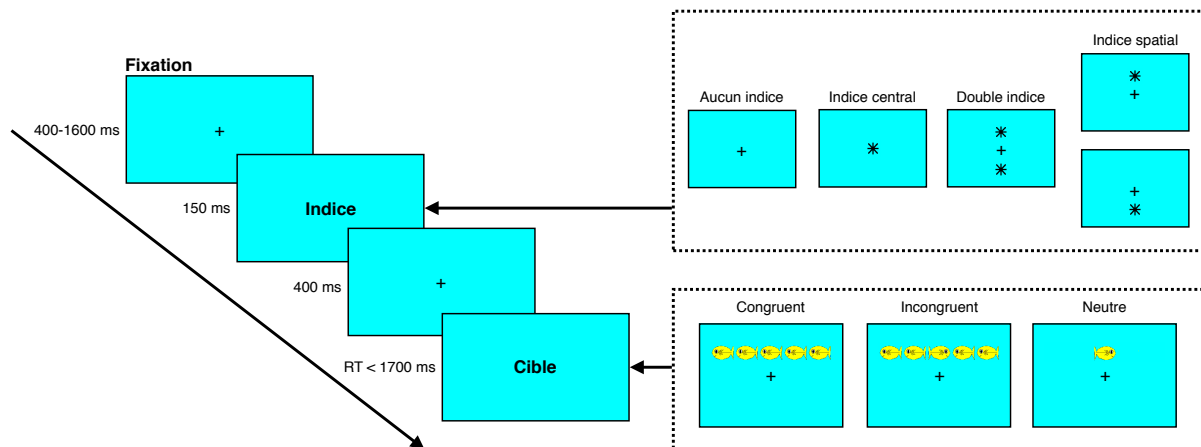 Fixation
400-1600 ms
Indice
150 ms
400 ms
Cible
RT < 1700 ms
Aucun indice
Indice central
Double indice
Indice spatial
Congruent
Incongruent
Neutre